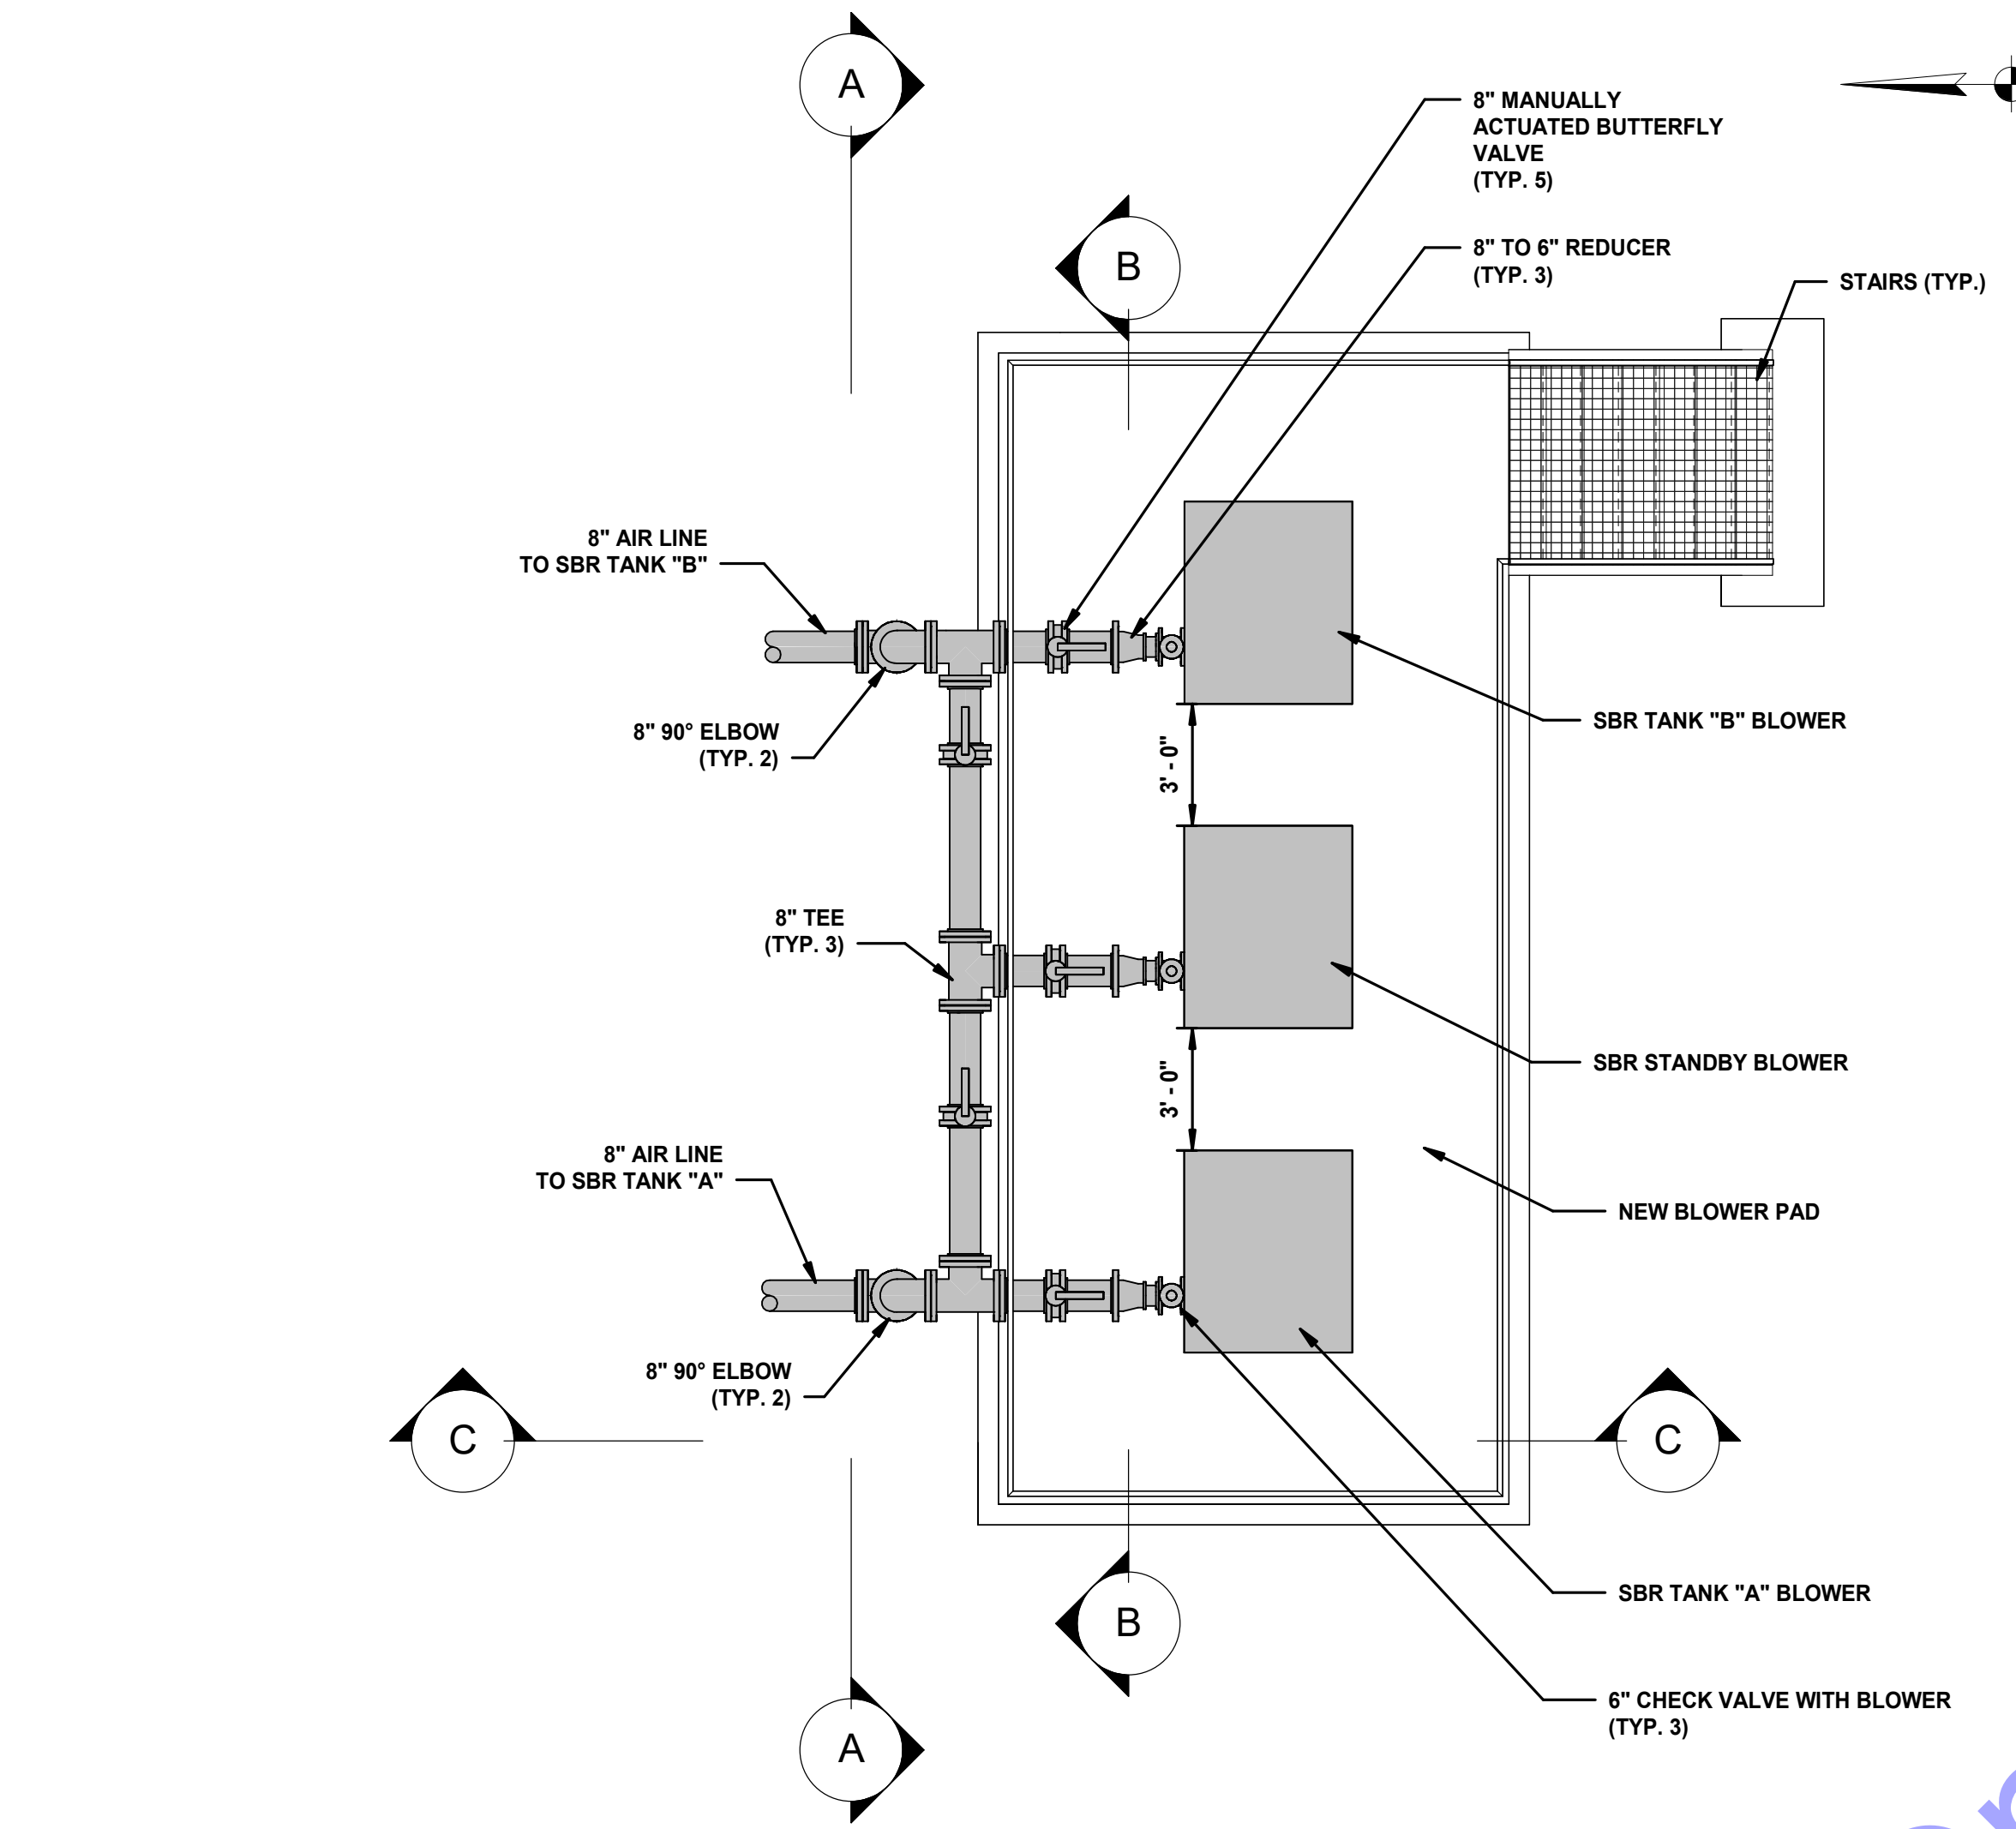 A
8" MANUALLY
ACTUATED BUTTERFLY
VALVE
(TYP. 5)
B
8" TO 6" REDUCER
(TYP. 3)
STAIRS (TYP.)
8" AIR LINE
TO SBR TANK "B"
8" 90° ELBOW
(TYP. 2)
SBR TANK "B" BLOWER
3' - 0"
8" TEE
(TYP. 3)
SBR STANDBY BLOWER
3' - 0"
8" AIR LINE
TO SBR TANK "A"
NEW BLOWER PAD
8" 90° ELBOW
(TYP. 2)
C
C
SBR TANK "A" BLOWER
B
6" CHECK VALVE WITH BLOWER
(TYP. 3)
A